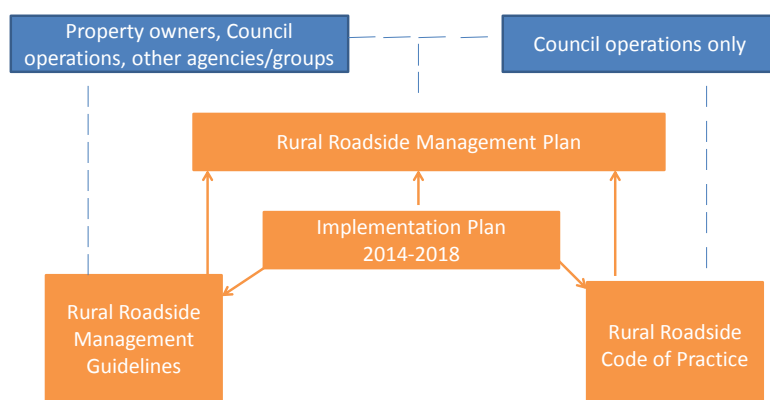 Property owners, Council
operations, other agencies/groups
Council operations only
Rural Roadside Management Plan
Implementation Plan
2014-2018
Rural Roadside
Management
Guidelines
Rural Roadside
Code of Practice